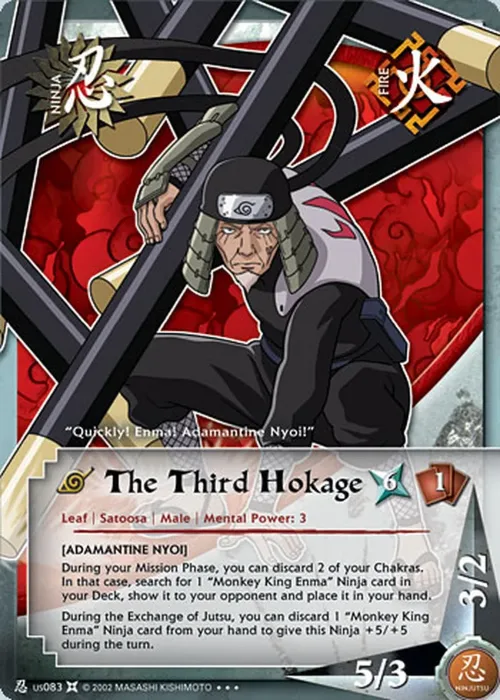 NINJA 忍
FIRE 火
"Quickly! Enma! Adamantine Nyoi!"
The Third Hokage 6 1
Leaf | Satoosa | Male | Mental Power: 3
[ADAMANTINE NYOI]
During your Mission Phase, you can discard 2 of your Chakras.
In that case, search for 1 "Monkey King Enma" Ninja card in
your Deck, show it to your opponent and place it in your hand.
During the Exchange of Jutsu, you can discard 1 "Monkey King
Enma" Ninja card from your hand to give this Ninja +5/+5
during the turn.
3/2
5/3
忍
NINJUTSU
忍 US083 © 2002 MASASHI KISHIMOTO